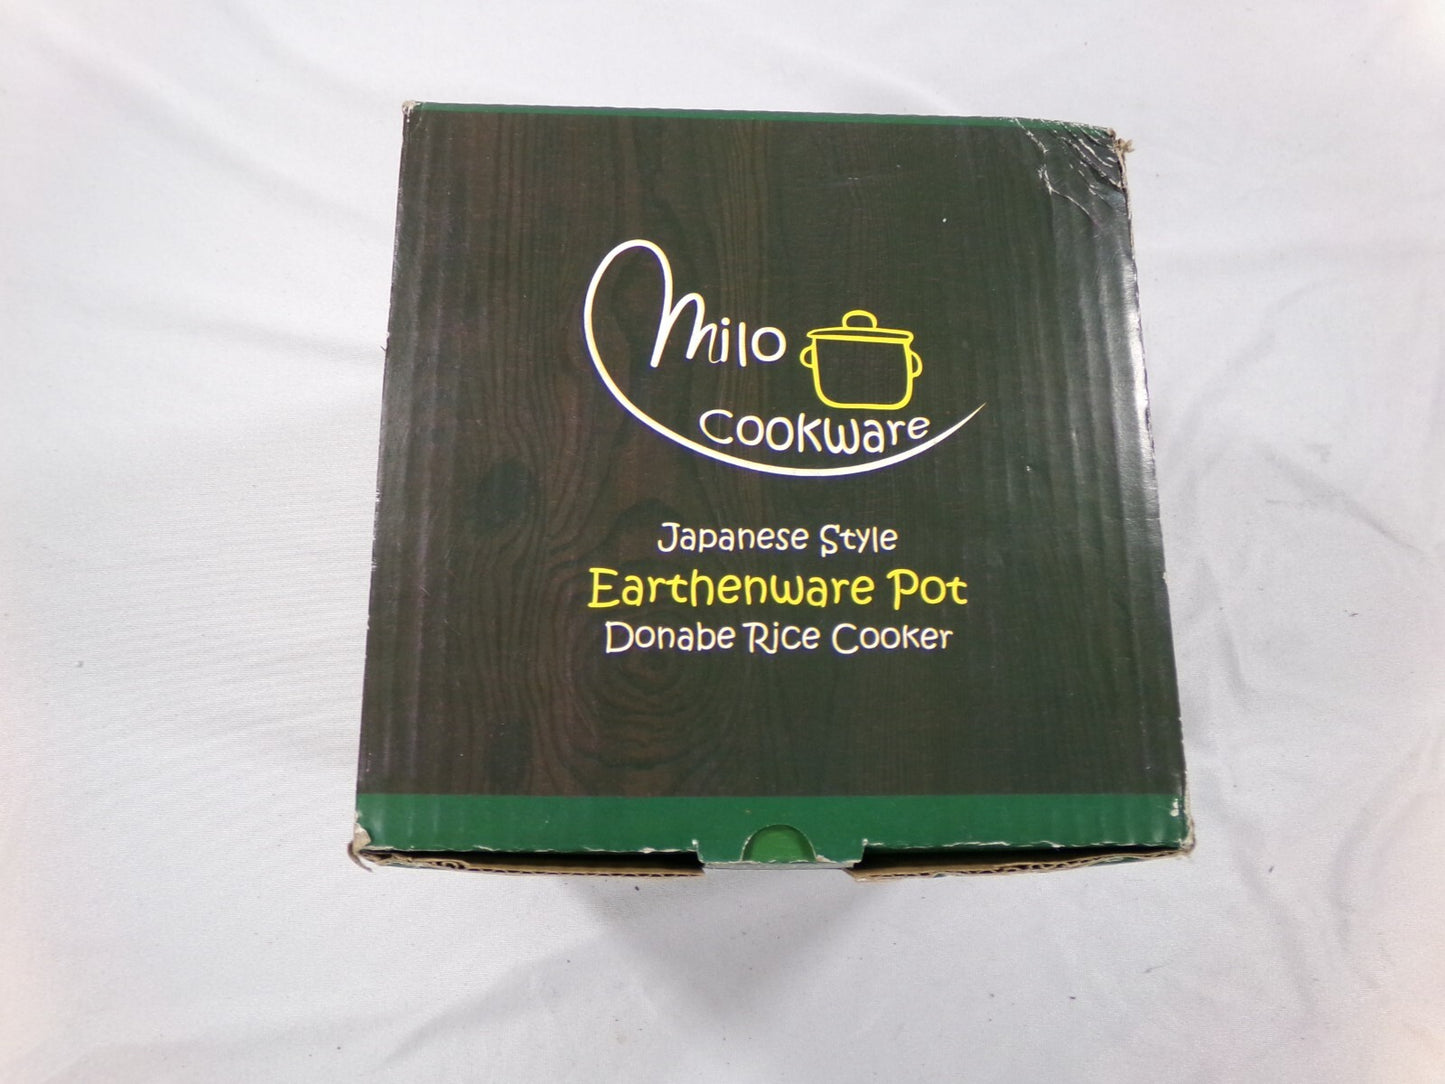 Milo
Cookware
Japanese Style
Earthenware Pot
Donabe Rice Cooker